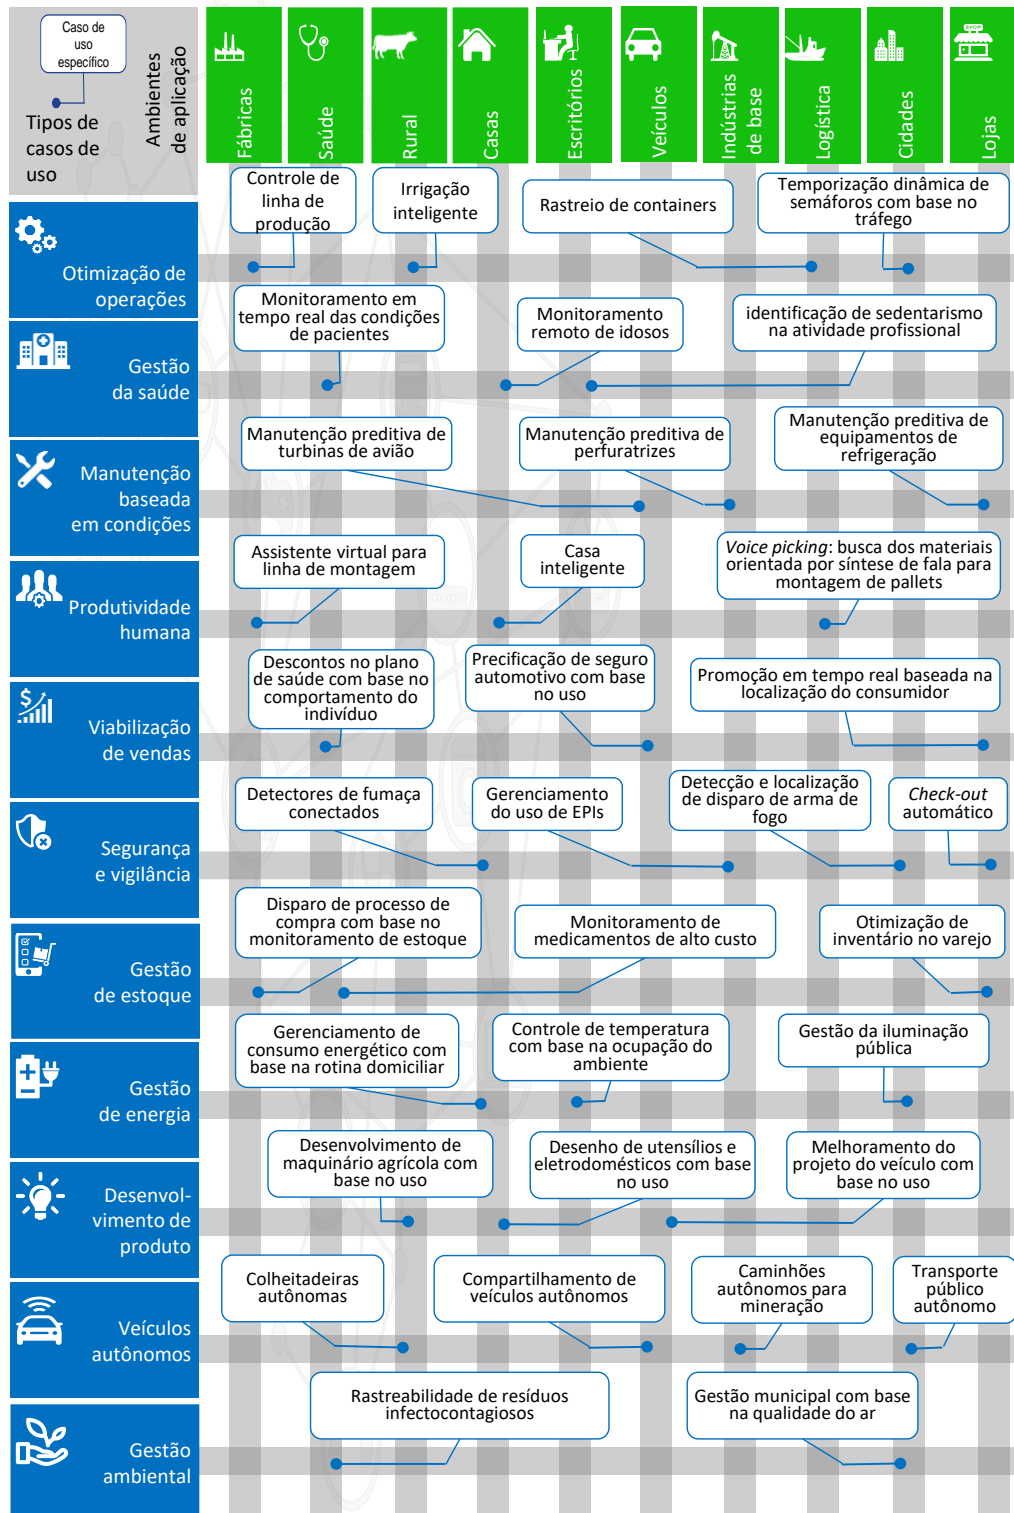 Caso de
uso
específico
Tipos de
casos de
uso
Ambientes
de aplicação
Fábricas
Saúde
Rural
Casas
Escritórios
Veículos
Indústrias
de base
Logística
Cidades
SHOP
Lojas
Controle de
linha de
produção
Irrigação
inteligente
Rastreio de containers
Temporização dinâmica de
semáforos com base no
tráfego
Otimização de
operações
Monitoramento em
tempo real das condições
de pacientes
Monitoramento
remoto de idosos
identificação de sedentarismo
na atividade profissional
Gestão
da saúde
Manutenção preditiva de
turbinas de avião
Manutenção preditiva de
perfuratrizes
Manutenção preditiva de
equipamentos de
refrigeração
Manutenção
baseada
em condições
Assistente virtual para
linha de montagem
Casa
inteligente
Voice picking: busca dos materiais
orientada por síntese de fala para
montagem de pallets
Produtividade
humana
Descontos no plano
de saúde com base no
comportamento do
indivíduo
Precificação de seguro
automotivo com base
no uso
Promoção em tempo real baseada na
localização do consumidor
Viabilização
de vendas
Detectores de fumaça
conectados
Gerenciamento
do uso de EPIs
Detecção e localização
de disparo de arma de
fogo
Check-out
automático
Segurança
e vigilância
Disparo de processo de
compra com base no
monitoramento de estoque
Monitoramento de
medicamentos de alto custo
Otimização de
inventário no varejo
Gestão
de estoque
Gerenciamento de
consumo energético com
base na rotina domiciliar
Controle de temperatura
com base na ocupação do
ambiente
Gestão da iluminação
pública
Gestão
de energia
Desenvolvimento de
maquinário agrícola com
base no uso
Desenho de utensílios e
eletrodomésticos com base
no uso
Melhoramento do
projeto do veículo com
base no uso
Desenvol-
vimento de
produto
Colheitadeiras
autônomas
Compartilhamento de
veículos autônomos
Caminhões
autônomos para
mineração
Transporte
público
autônomo
Veículos
autônomos
Rastreabilidade de resíduos
infectocontagiosos
Gestão municipal com base
na qualidade do ar
Gestão
ambiental